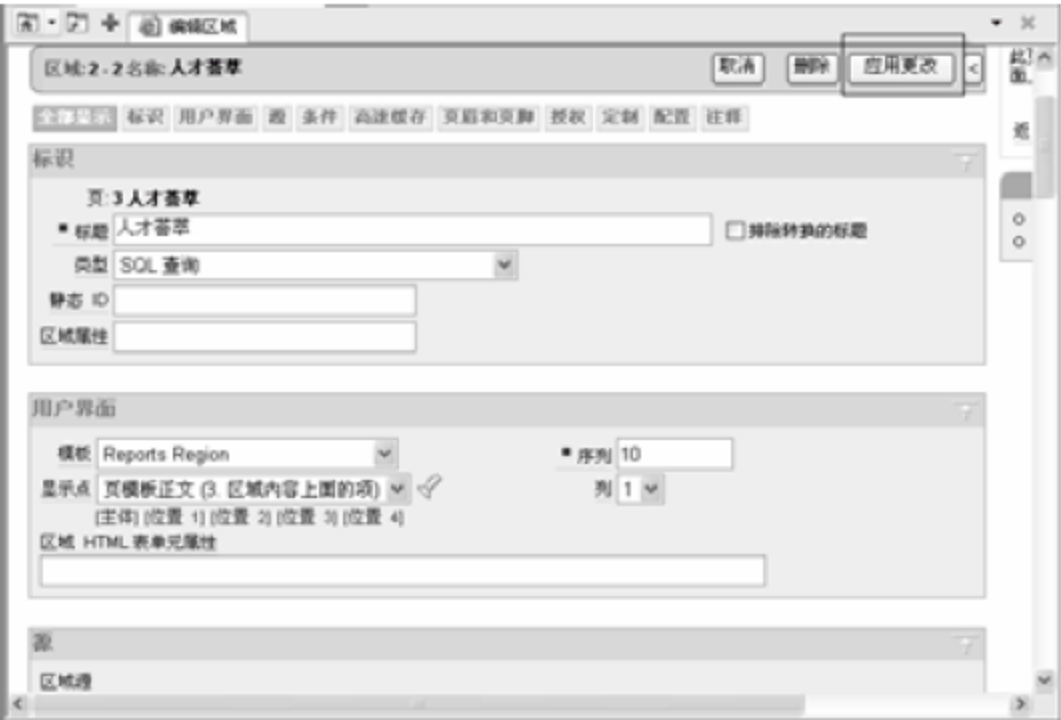 编辑区域
区域:2 - 2 名称: 人才荟萃
取消 删除 应用更改 <
全部显示 标识 用户界面 源 条件 高速缓存 页眉和页脚 授权 定制 配置 注释
标识
页: 3 人才荟萃
标题 人才荟萃 排除转换的标题
类型 SQL 查询
静态 ID
区域属性
用户界面
模板 Reports Region 序列 10
显示点 页模板正文 (3. 区域内容上面的项) 列 1
[主体] [位置 1] [位置 2] [位置 3] [位置 4]
区域 HTML 表单元属性
源
区域源